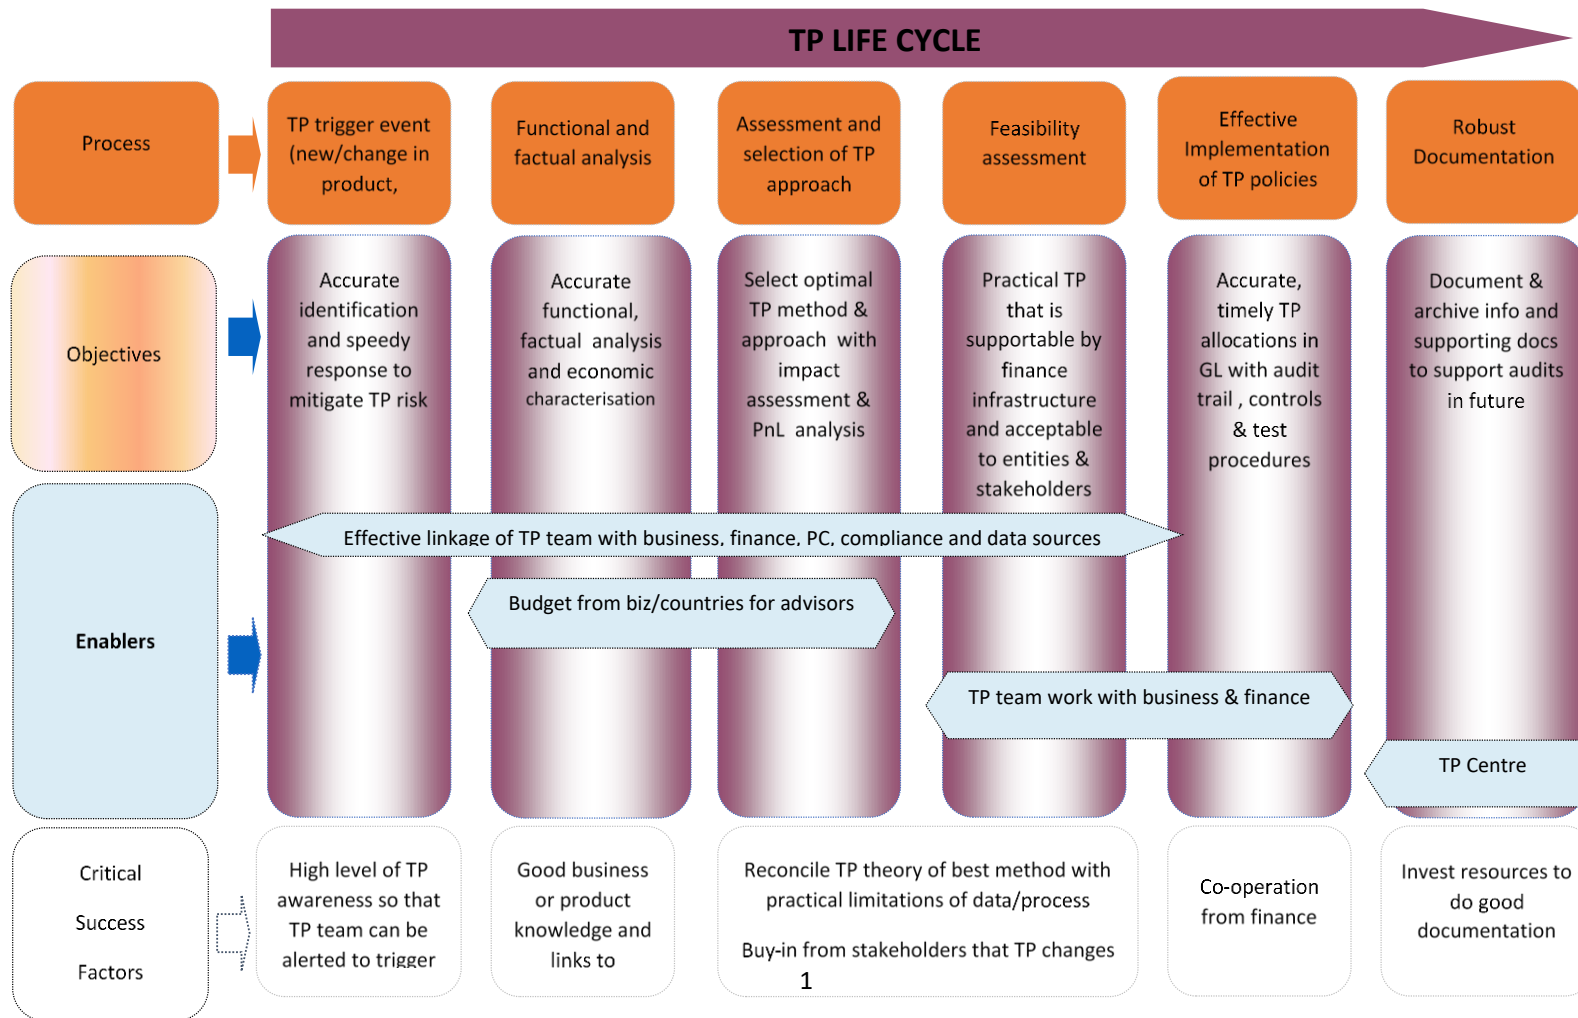 TP LIFE CYCLE
Process
TP trigger event
(new/change in
product,
Functional and
factual analysis
Assessment and
selection of TP
approach
Feasibility
assessment
Effective
Implementation
of TP policies
Robust
Documentation
Objectives
Accurate
identification
and speedy
response to
mitigate TP risk
Accurate
functional,
factual analysis
and economic
characterisation
Select optimal
TP method &
approach with
impact
assessment &
PnL analysis
Practical TP
that is
supportable by
finance
infrastructure
and acceptable
to entities &
stakeholders
Accurate,
timely TP
allocations in
GL with audit
trail , controls
& test
procedures
Document &
archive info and
supporting docs
to support audits
in future
Enablers
Effective linkage of TP team with business, finance, PC, compliance and data sources
Budget from biz/countries for advisors
TP team work with business & finance
TP Centre
Critical
Success
Factors
High level of TP
awareness so that
TP team can be
alerted to trigger
Good business
or product
knowledge and
links to
Reconcile TP theory of best method with
practical limitations of data/process
Buy-in from stakeholders that TP changes
Co-operation
from finance
Invest resources to
do good
documentation
1